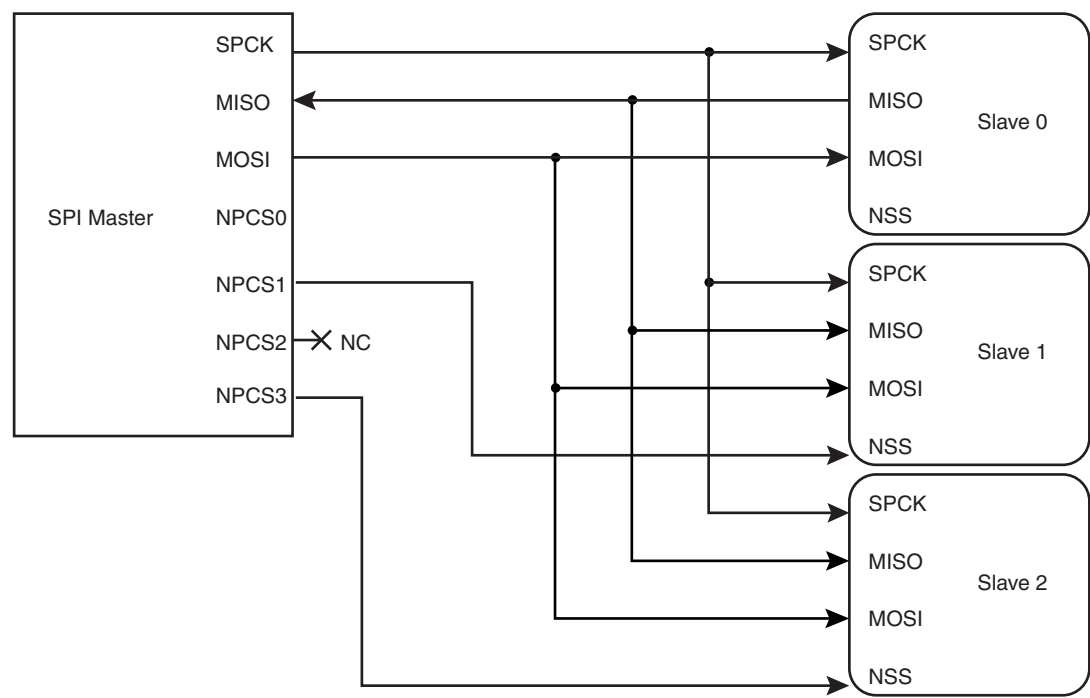 SPI Master
SPCK
MISO
MOSI
NPCS0
NPCS1
NPCS2
NC
NPCS3
SPCK
MISO
Slave 0
MOSI
NSS
SPCK
MISO
Slave 1
MOSI
NSS
SPCK
MISO
Slave 2
MOSI
NSS